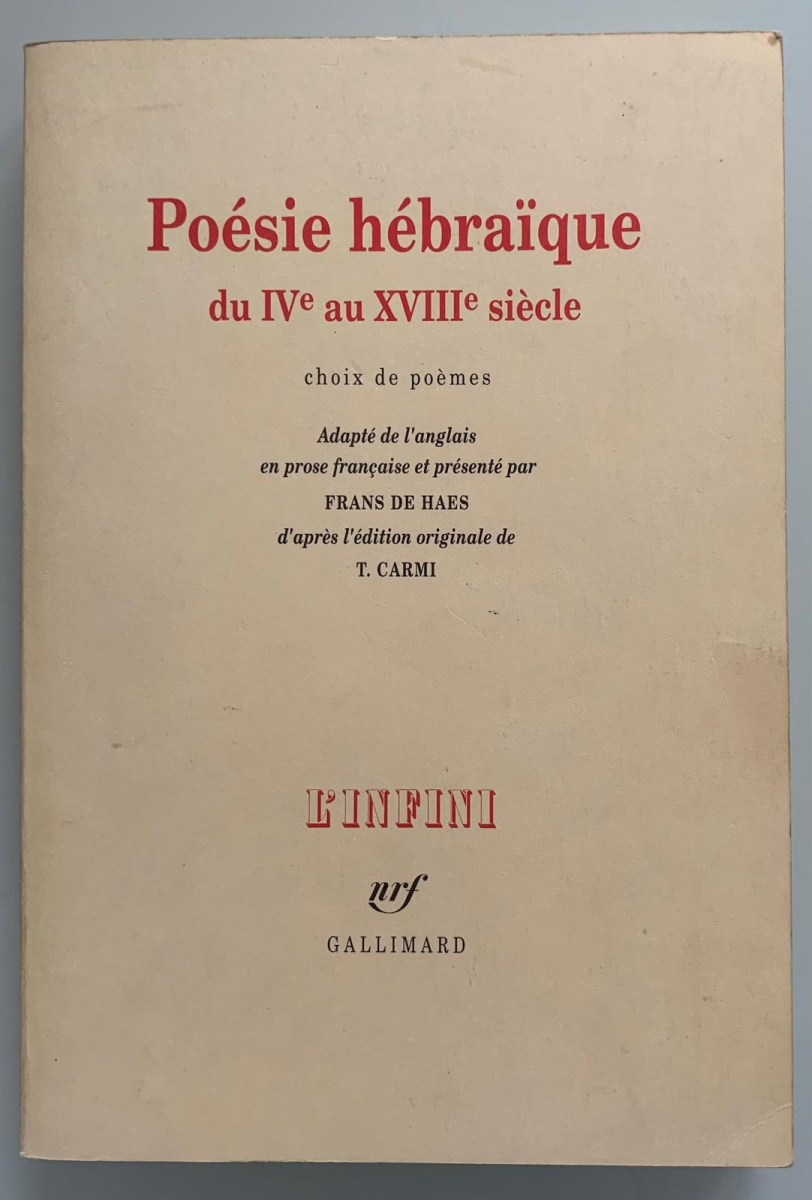 Poésie hébraïque
du IVe au XVIIIe siècle
choix de poèmes
Adapté de l'anglais
en prose française et présenté par
FRANS DE HAES
d'après l'édition originale de
T. CARMI
L'INFINI
nrf
GALLIMARD